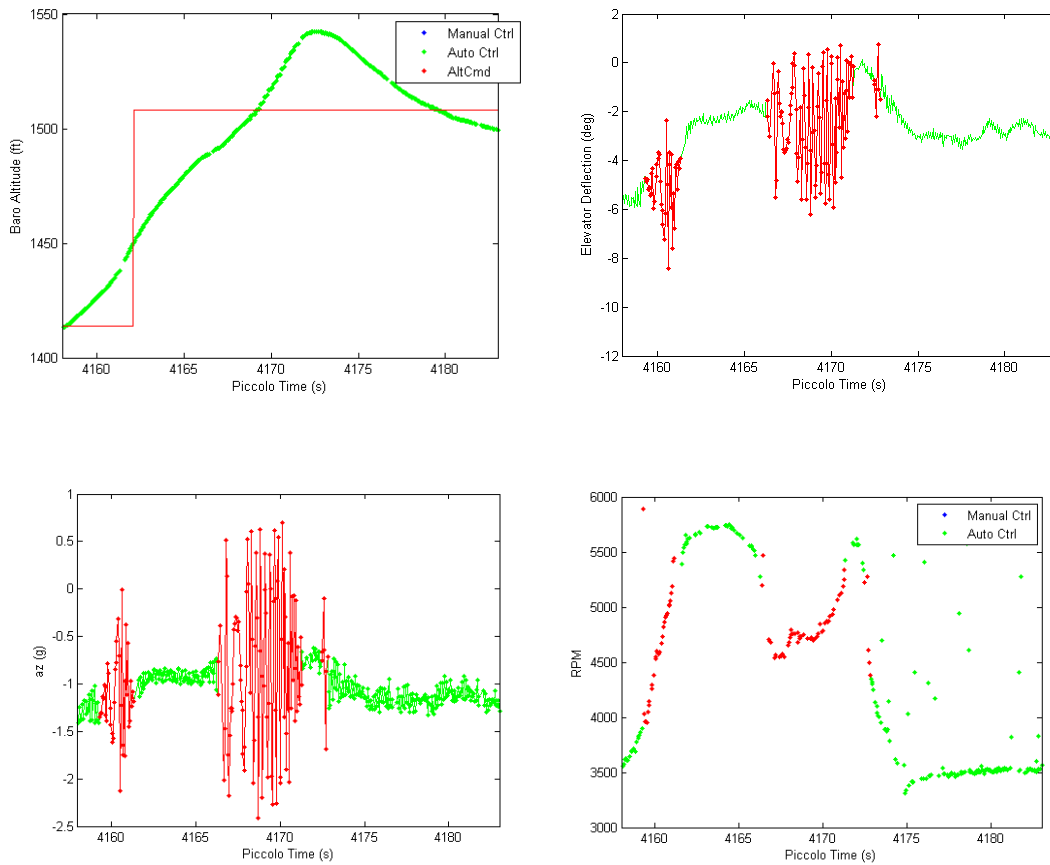 1550
1500
1450
1400
Baro Altitude (ft)
4160 4165 4170 4175 4180
Piccolo Time (s)
Manual Ctrl
Auto Ctrl
AltCmd
2
0
-2
-4
-6
-8
-10
-12
Elevator Deflection (deg)
4160 4165 4170 4175 4180
Piccolo Time (s)
1
0.5
0
-0.5
-1
-1.5
-2
-2.5
az (g)
4160 4165 4170 4175 4180
Piccolo Time (s)
6000
5500
5000
4500
4000
3500
3000
RPM
4160 4165 4170 4175 4180
Piccolo Time (s)
Manual Ctrl
Auto Ctrl